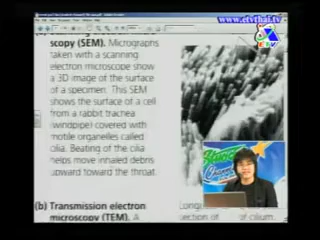 www.etvthai.tv
ETV
scopy (SEM). Micrographs
taken with a scanning
electron microscope show
a 3D image of the surface
of a specimen. This SEM
shows the surface of a cell
from a rabbit trachea
(windpipe) covered with
motile organelles called
cilia. Beating of the cilia
helps move inhaled debris
upward toward the throat.
(b) Transmission electron
microscopy (TEM). A
of cilium.